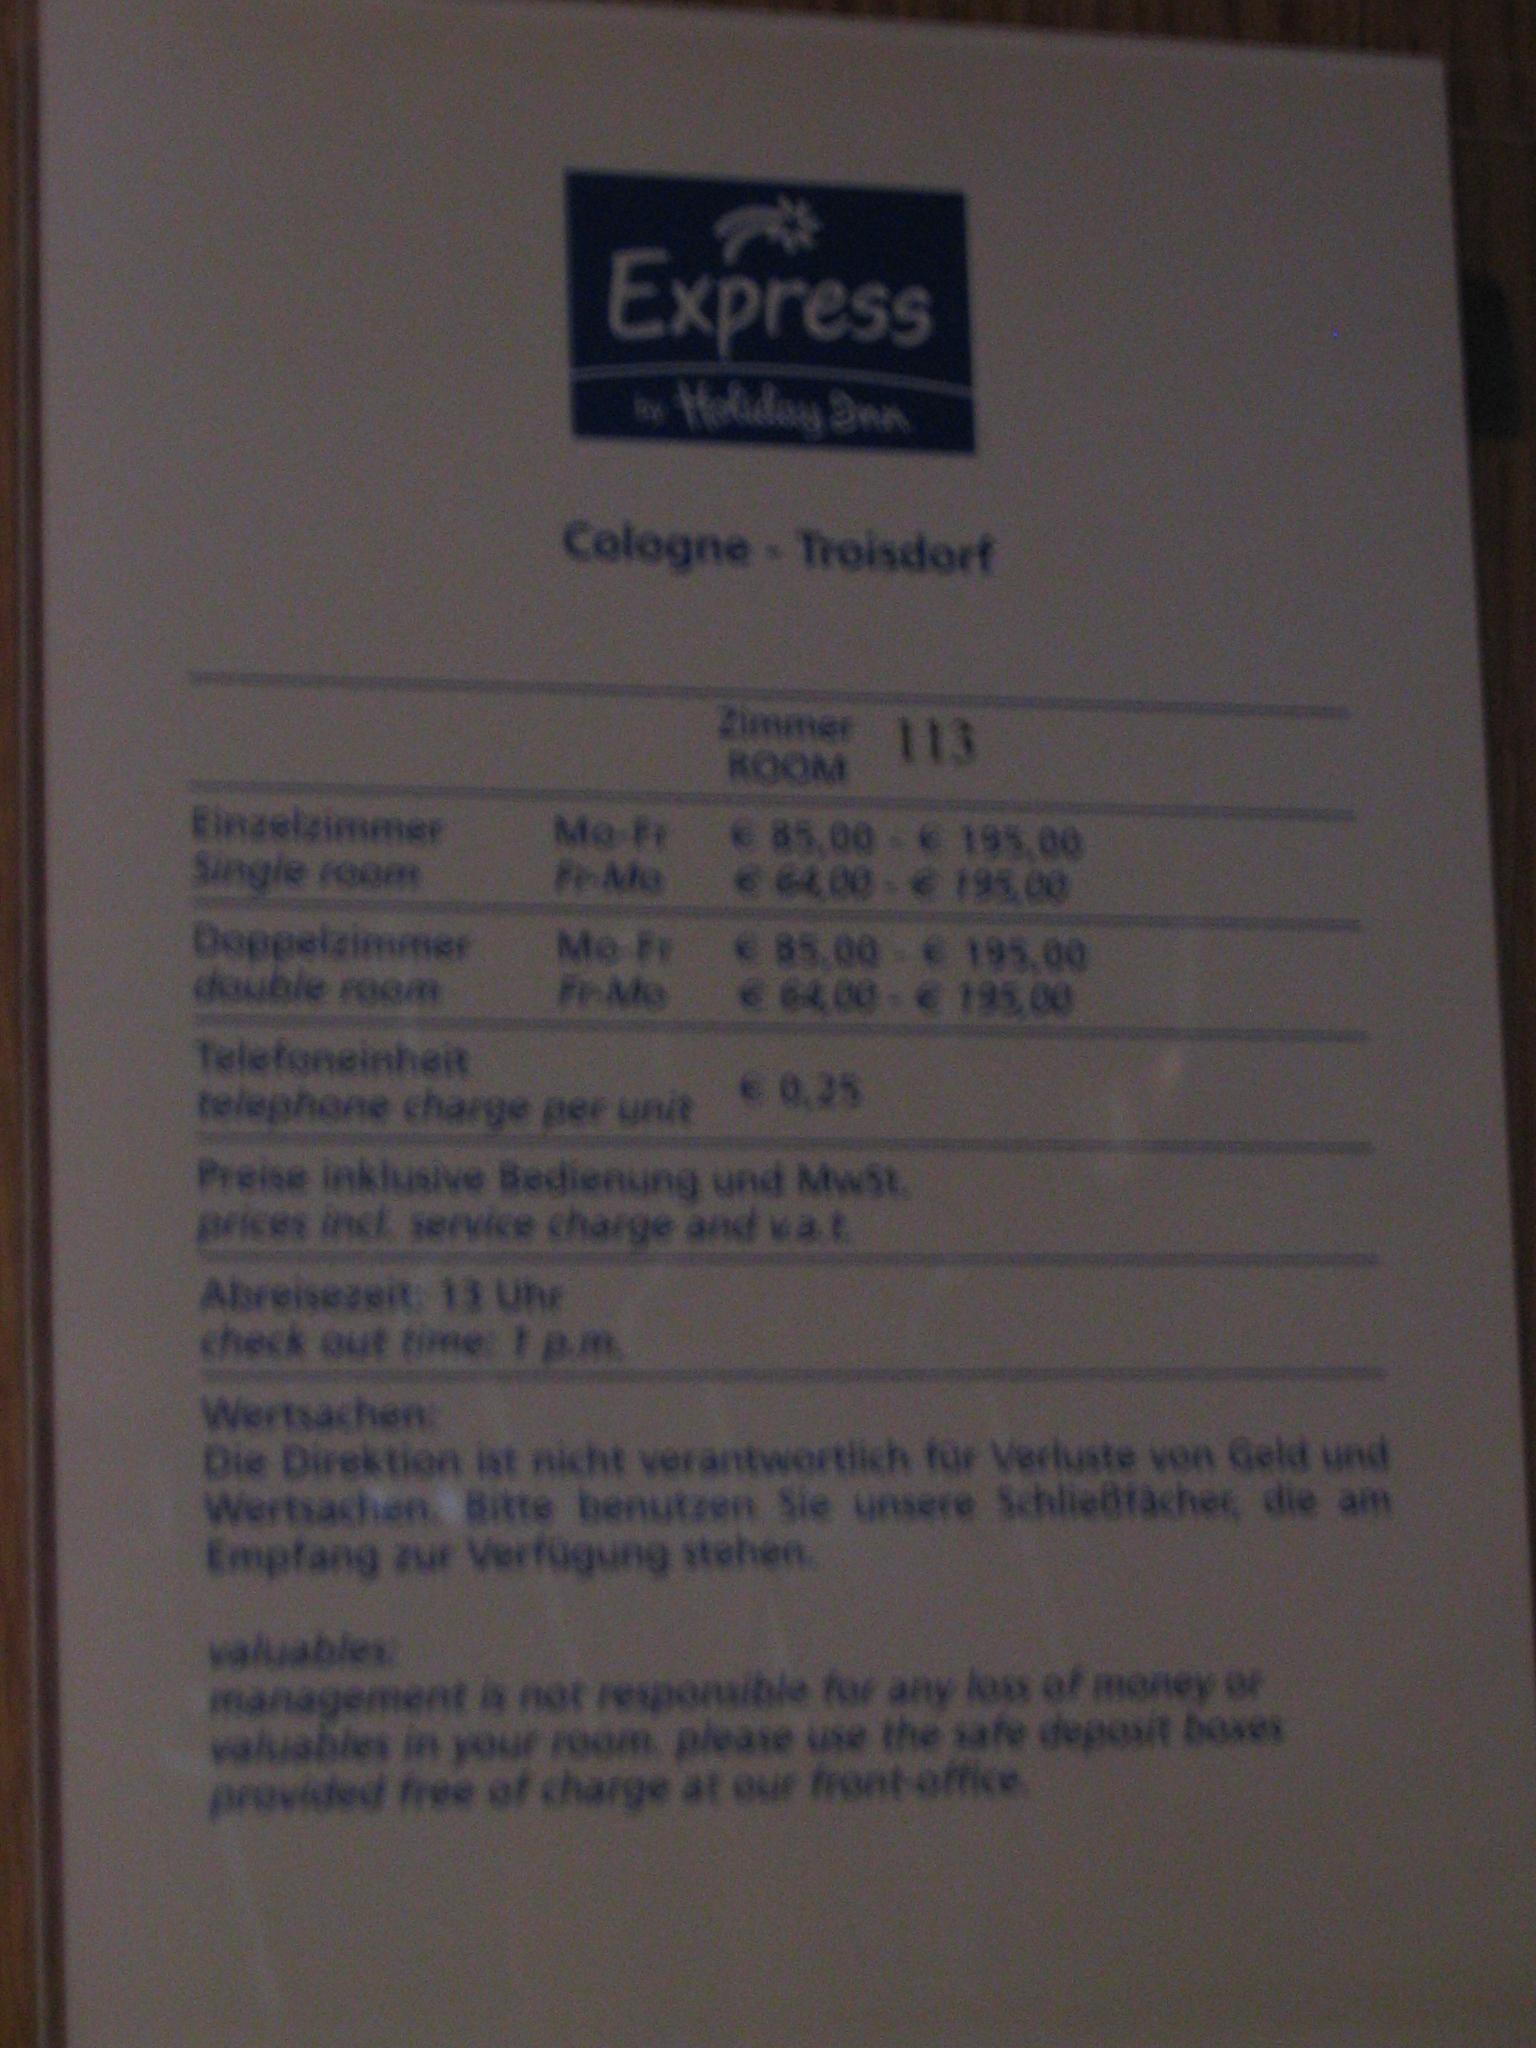 Express
by Holiday Inn
Cologne - Troisdorf
Zimmer
ROOM 113
Einzelzimmer Mo-Fr € 85,00 - € 195,00
Single room Fr-Mo € 64,00 - € 195,00
Doppelzimmer Mo-Fr € 85,00 - € 195,00
double room Fr-Mo € 64,00 - € 195,00
Telefoneinheit
telephone charge per unit € 0,25
Preise inklusive Bedienung und MwSt.
prices incl. service charge and v.a.t.
Abreisezeit: 13 Uhr
check out time: 1 p.m.
Wertsachen:
Die Direktion ist nicht verantwortlich für Verluste von Geld und
Wertsachen. Bitte benutzen Sie unsere Schließfächer, die am
Empfang zur Verfügung stehen.
valuables:
management is not responsible for any loss of money or
valuables in your room. please use the safe deposit boxes
provided free of charge at our front-office.